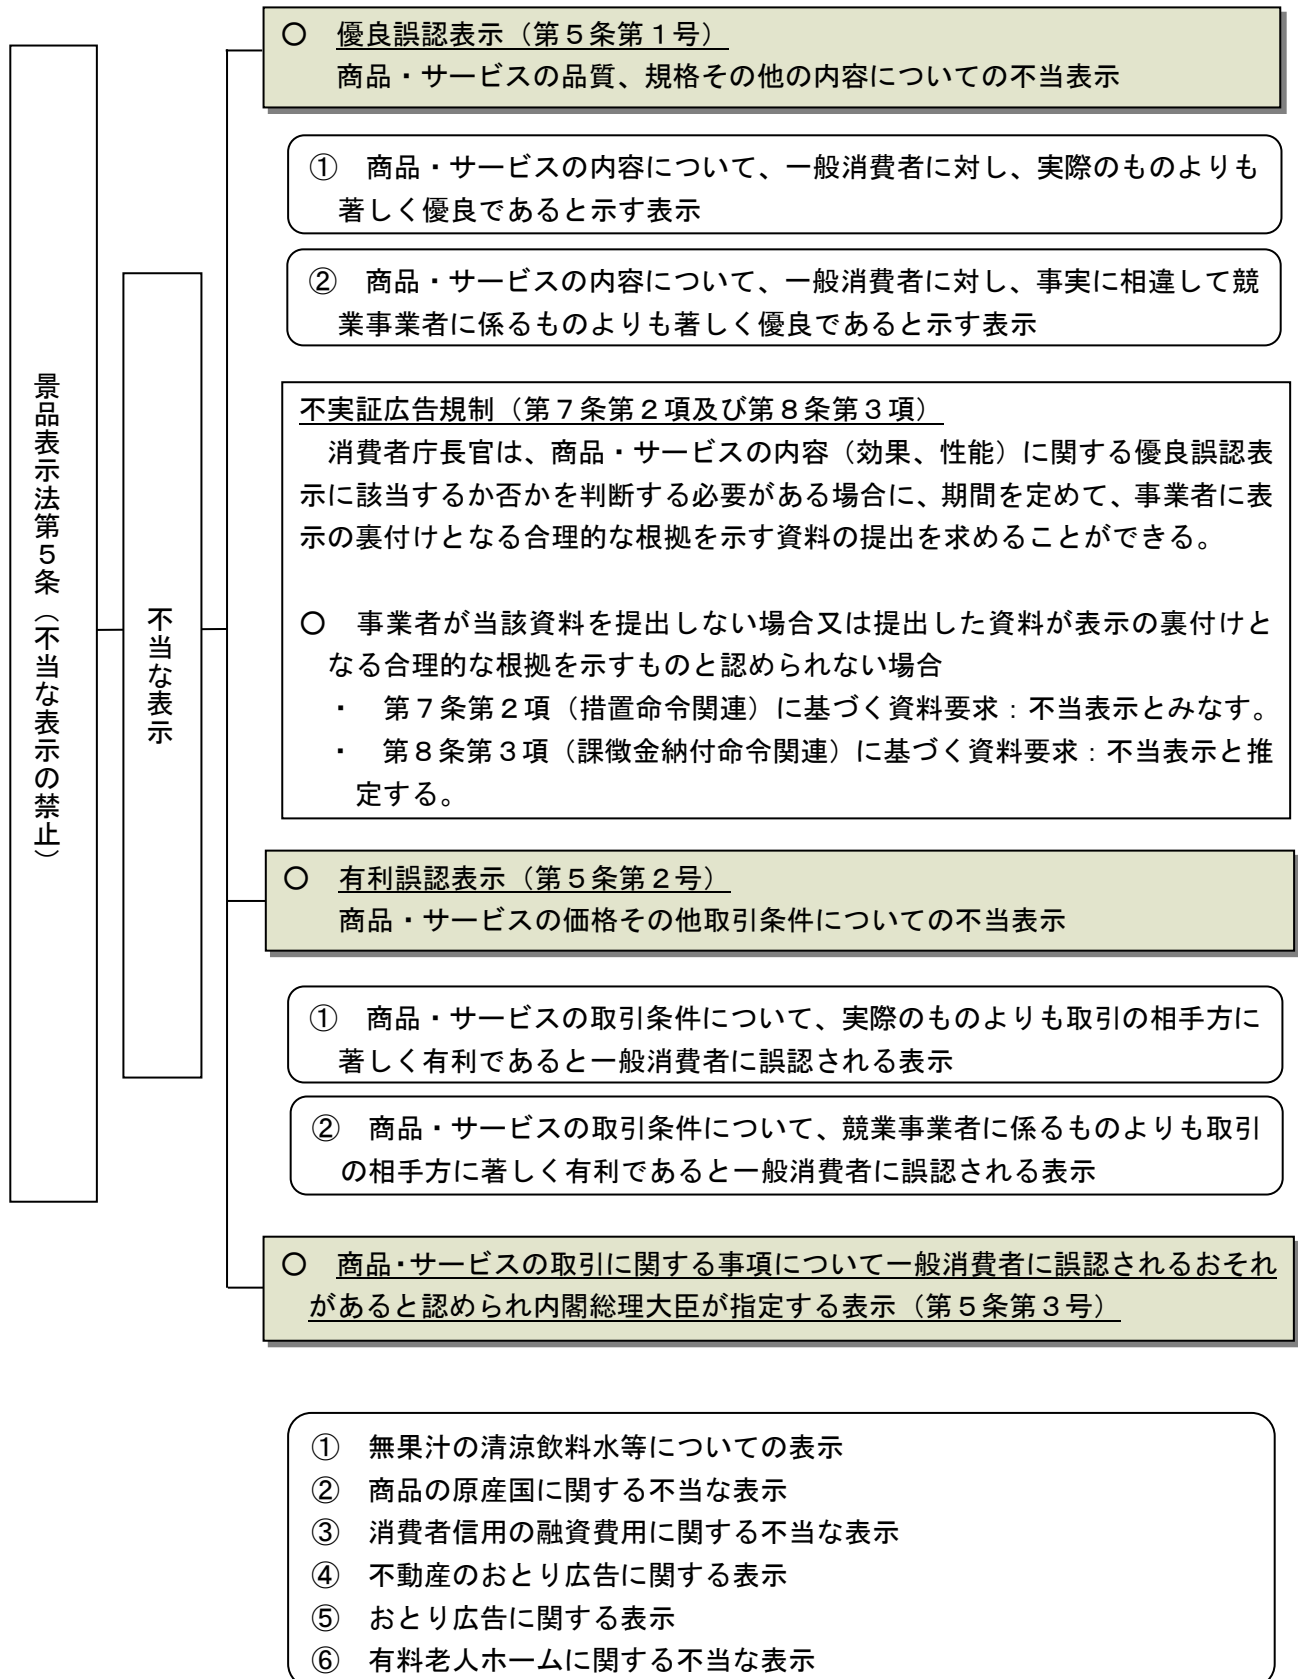 景品表示法第５条（不当な表示の禁止）
不当な表示
○　優良誤認表示（第５条第１号）
商品・サービスの品質、規格その他の内容についての不当表示
①　商品・サービスの内容について、一般消費者に対し、実際のものよりも
著しく優良であると示す表示
②　商品・サービスの内容について、一般消費者に対し、事実に相違して競
業事業者に係るものよりも著しく優良であると示す表示
不実証広告規制（第７条第２項及び第８条第３項）
消費者庁長官は、商品・サービスの内容（効果、性能）に関する優良誤認表
示に該当するか否かを判断する必要がある場合に、期間を定めて、事業者に表
示の裏付けとなる合理的な根拠を示す資料の提出を求めることができる。
○　事業者が当該資料を提出しない場合又は提出した資料が表示の裏付けと
なる合理的な根拠を示すものと認められない場合
・　第７条第２項（措置命令関連）に基づく資料要求：不当表示とみなす。
・　第８条第３項（課徴金納付命令関連）に基づく資料要求：不当表示と推
定する。
○　有利誤認表示（第５条第２号）
商品・サービスの価格その他取引条件についての不当表示
①　商品・サービスの取引条件について、実際のものよりも取引の相手方に
著しく有利であると一般消費者に誤認される表示
②　商品・サービスの取引条件について、競業事業者に係るものよりも取引
の相手方に著しく有利であると一般消費者に誤認される表示
○　商品・サービスの取引に関する事項について一般消費者に誤認されるおそれ
があると認められ内閣総理大臣が指定する表示（第５条第３号）
①　無果汁の清涼飲料水等についての表示
②　商品の原産国に関する不当な表示
③　消費者信用の融資費用に関する不当な表示
④　不動産のおとり広告に関する表示
⑤　おとり広告に関する表示
⑥　有料老人ホームに関する不当な表示